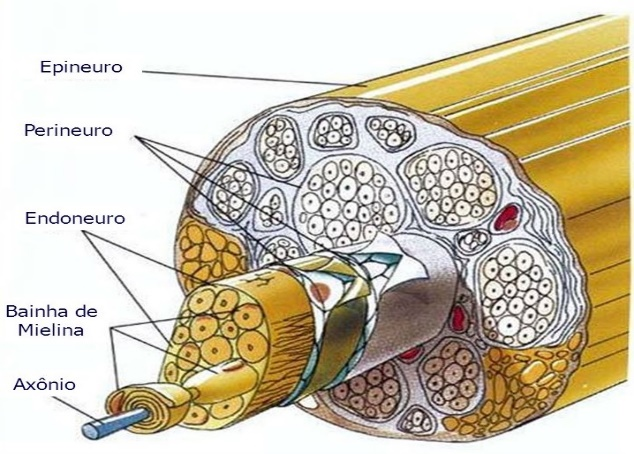 Epineuro
Perineuro
Endoneuro
Bainha de
Mielina
Axônio